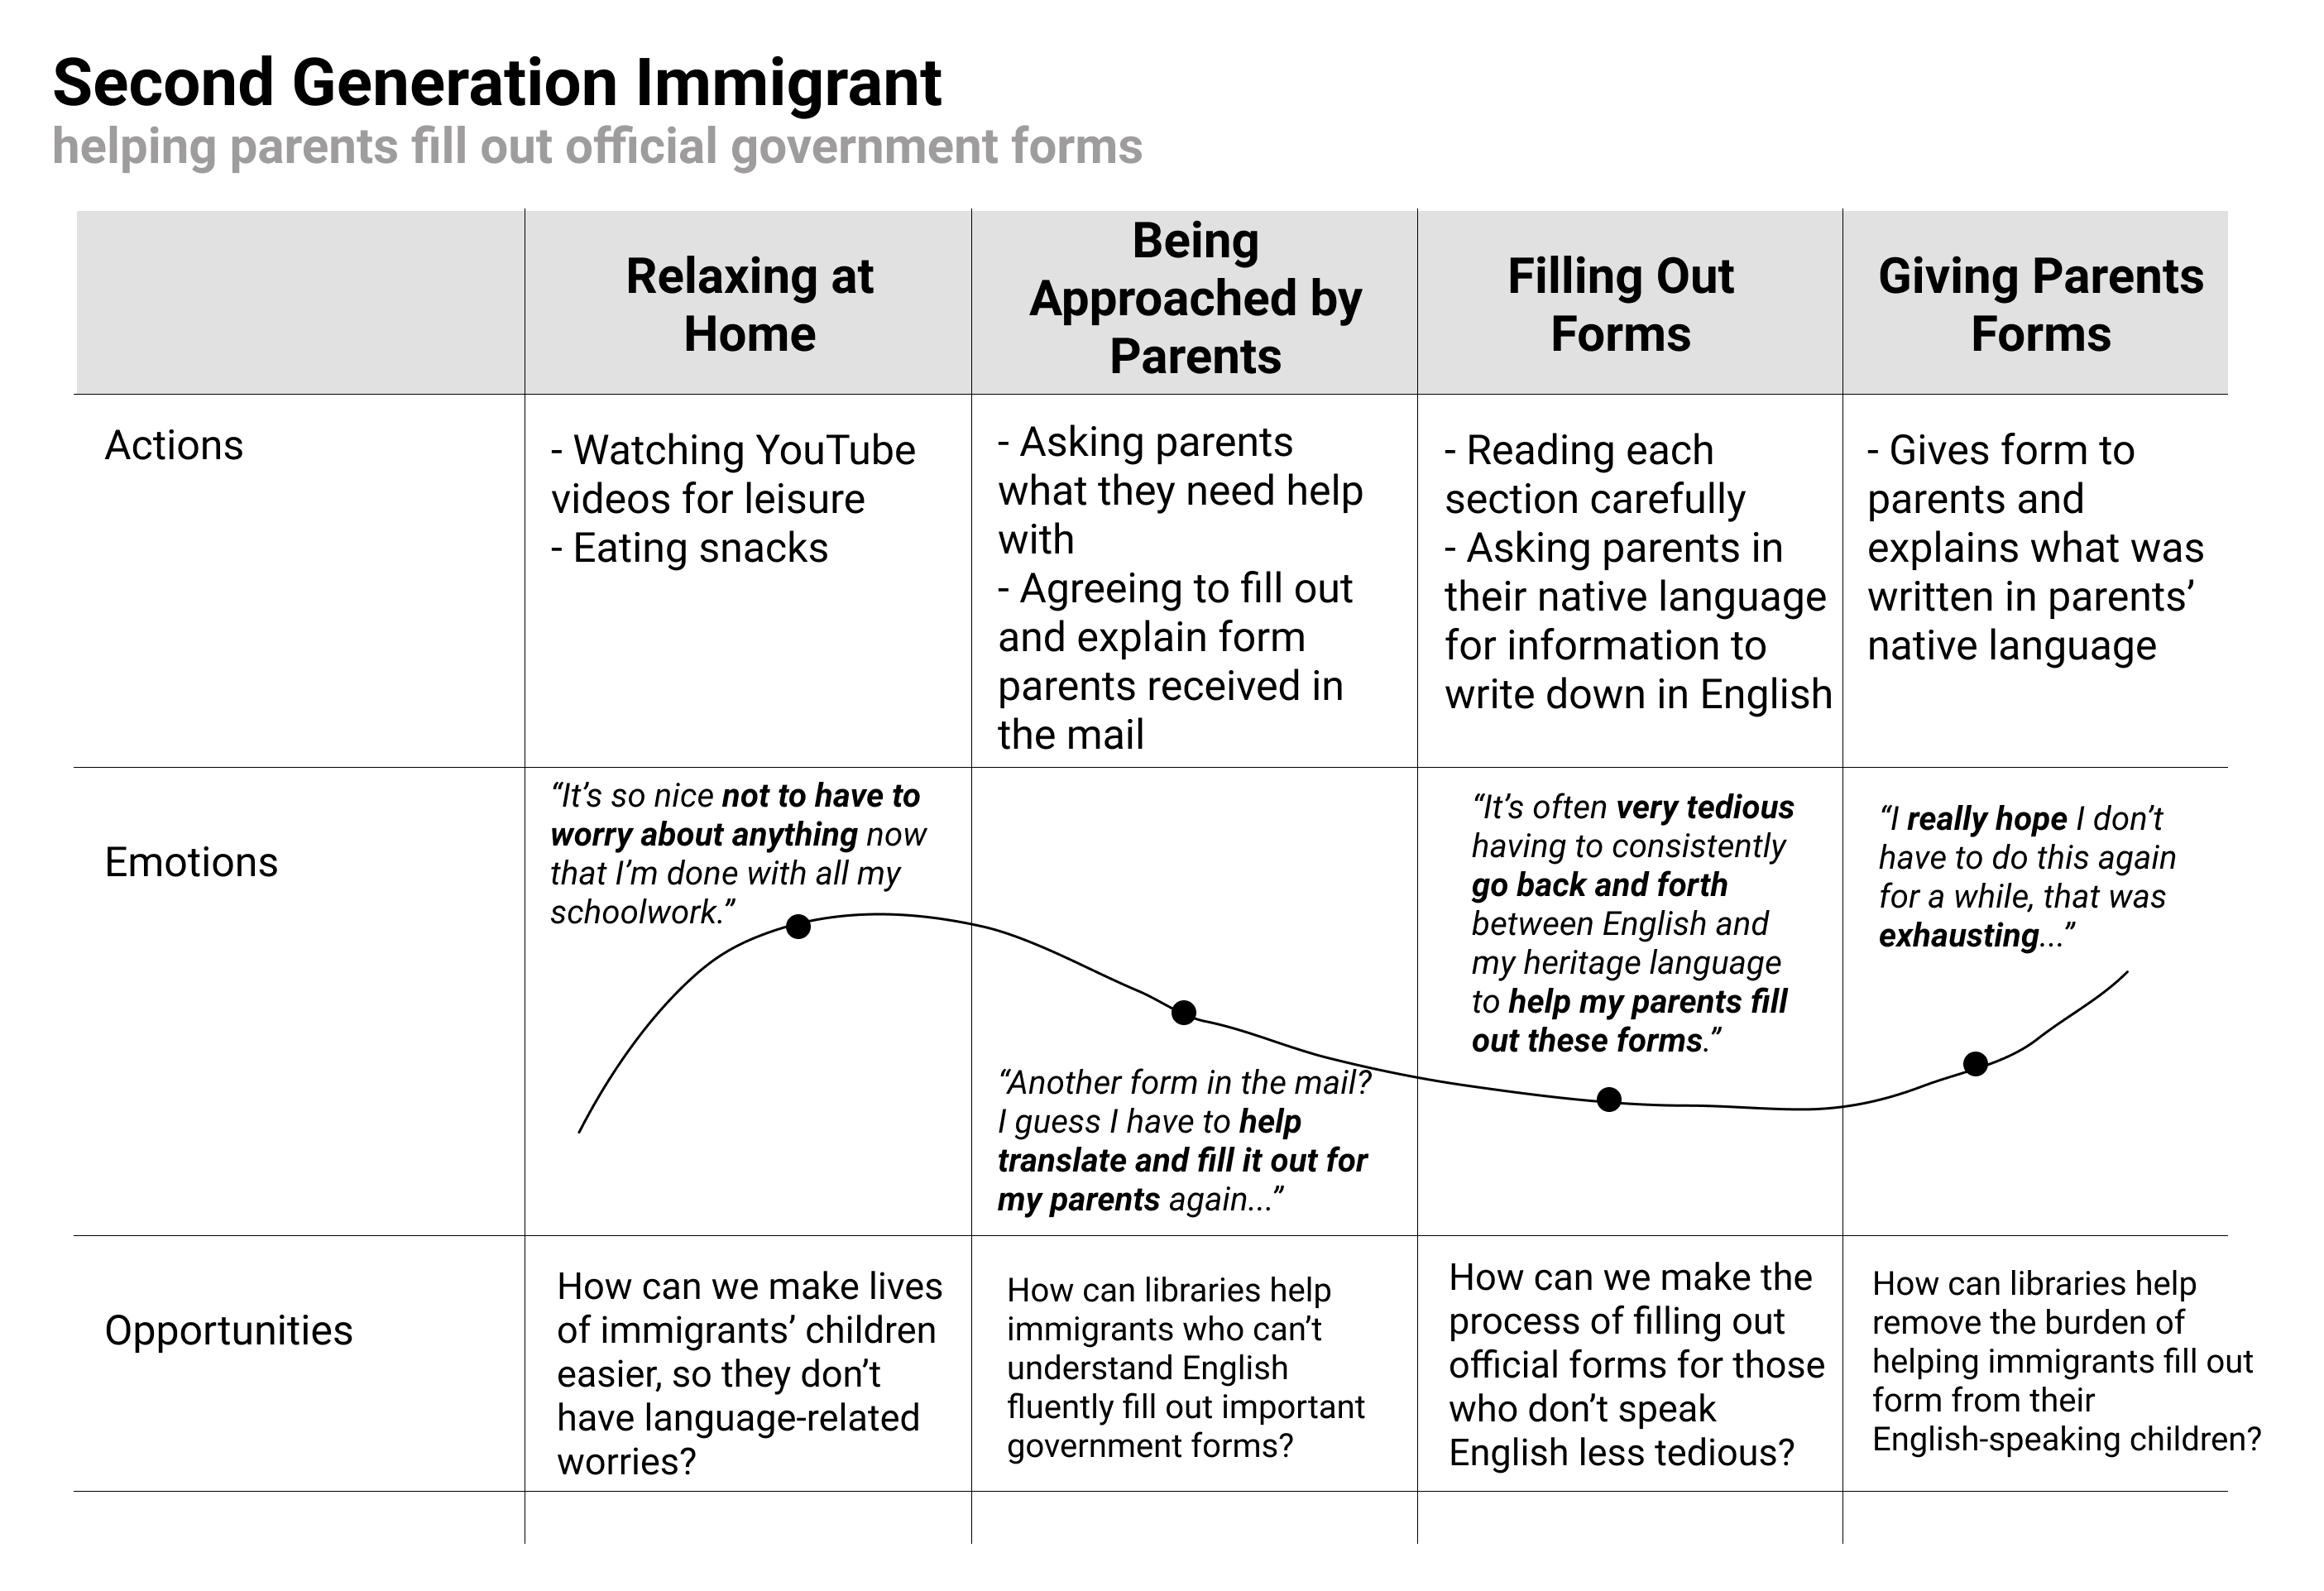 Second Generation Immigrant
helping parents fill out official government forms
Relaxing at
Home
Being
Approached by
Parents
Filling Out
Forms
Giving Parents
Forms
Actions
- Watching YouTube
videos for leisure
- Eating snacks
- Asking parents
what they need help
with
- Agreeing to fill out
and explain form
parents received in
the mail
- Reading each
section carefully
- Asking parents in
their native language
for information to
write down in English
- Gives form to
parents and
explains what was
written in parents’
native language
Emotions
“It’s so nice not to have to
worry about anything now
that I’m done with all my
schoolwork.”
“Another form in the mail?
I guess I have to help
translate and fill it out for
my parents again...”
“It’s often very tedious
having to consistently
go back and forth
between English and
my heritage language
to help my parents fill
out these forms.”
“I really hope I don’t
have to do this again
for a while, that was
exhausting...”
Opportunities
How can we make lives
of immigrants’ children
easier, so they don’t
have language-related
worries?
How can libraries help
immigrants who can’t
understand English
fluently fill out important
government forms?
How can we make the
process of filling out
official forms for those
who don’t speak
English less tedious?
How can libraries help
remove the burden of
helping immigrants fill out
form from their
English-speaking children?